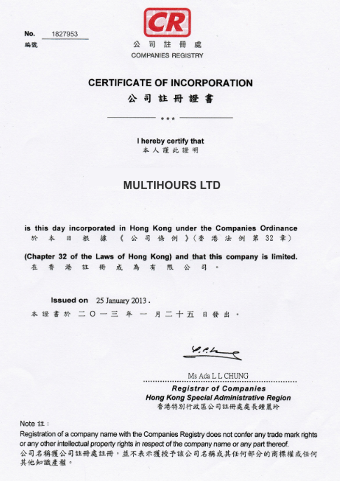 CR
No. 1827953
編號
公司註冊處
COMPANIES REGISTRY
CERTIFICATE OF INCORPORATION
公司註冊證書
***
I hereby certify that
本人謹此證明
MULTIHOURS LTD
is this day incorporated in Hong Kong under the Companies Ordinance
於本日根據《公司條例》(香港法例第32章)
(Chapter 32 of the Laws of Hong Kong) and that this company is limited.
在香港註冊成為有限公司。
Issued on 25 January 2013.
本證書於二〇一三年一月二十五日發出。
Ms Ada L L CHUNG
Registrar of Companies
Hong Kong Special Administrative Region
香港特別行政區公司註冊處處長鍾麗玲
Note 註:
Registration of a company name with the Companies Registry does not confer any trade mark rights
or any other intellectual property rights in respect of the company name or any part thereof.
公司名稱獲公司註冊處註冊,並不表示獲授予該公司名稱或其任何部分的商標權或任何
其他知識產權。